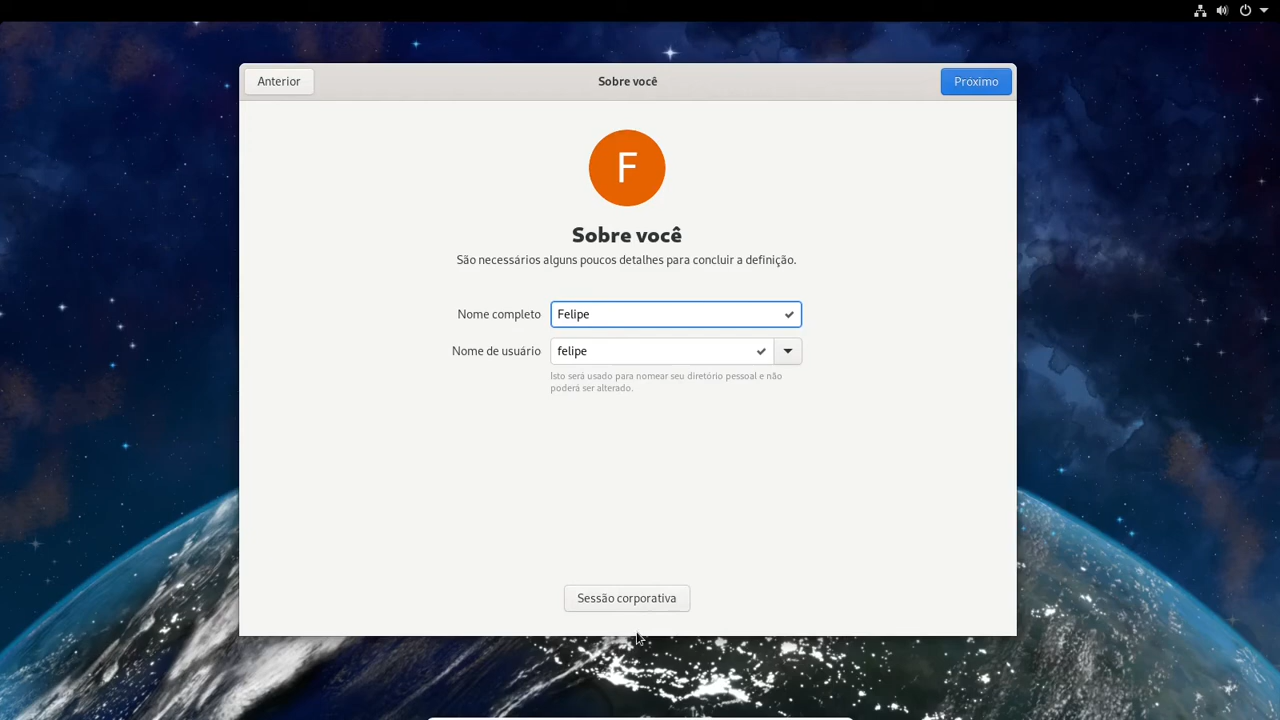 Anterior
Sobre você
Próximo
F
Sobre você
São necessários alguns poucos detalhes para concluir a definição.
Nome completo
Felipe
Nome de usuário
felipe
Isto será usado para nomear seu diretório pessoal e não
poderá ser alterado.
Sessão corporativa